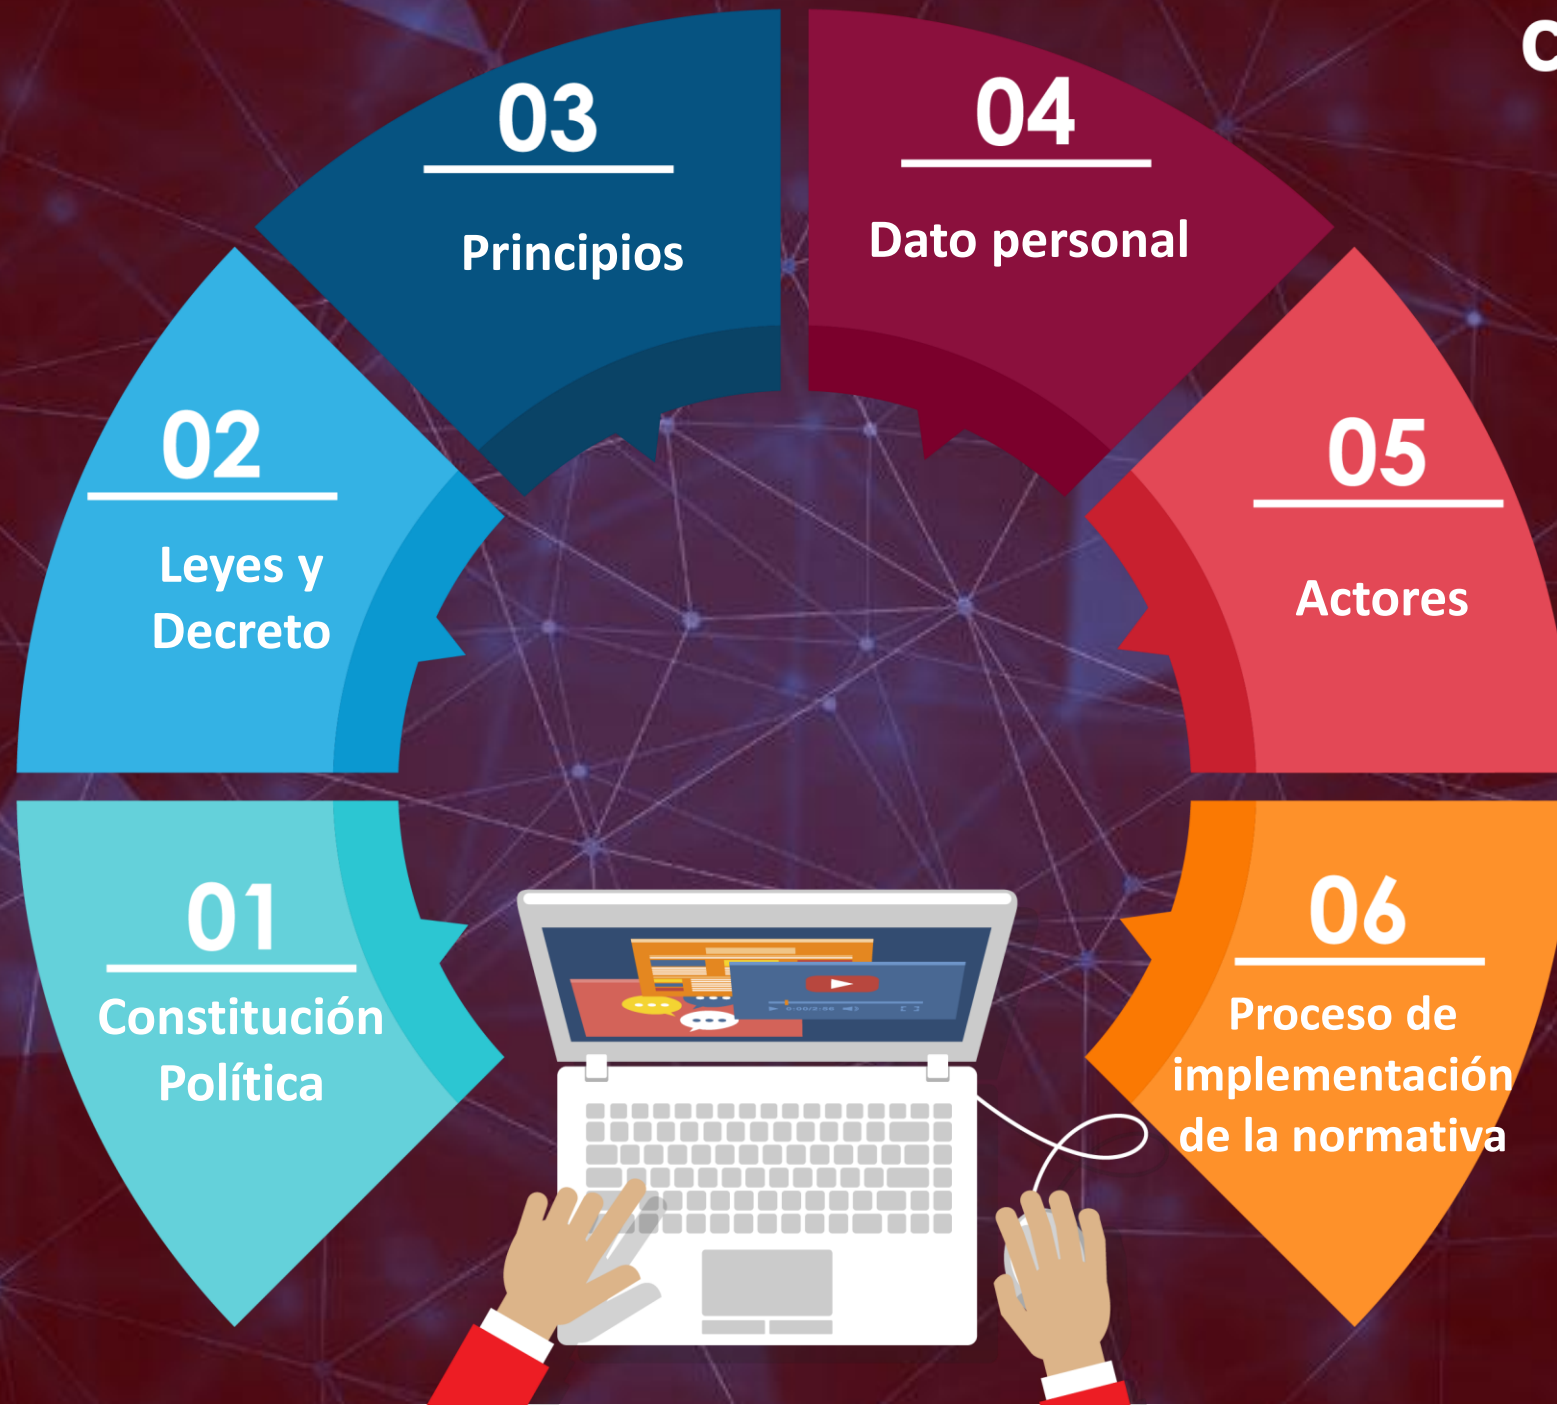 01
Constitución
Política
02
Leyes y
Decreto
03
Principios
04
Dato personal
05
Actores
06
Proceso de
implementación
de la normativa
c